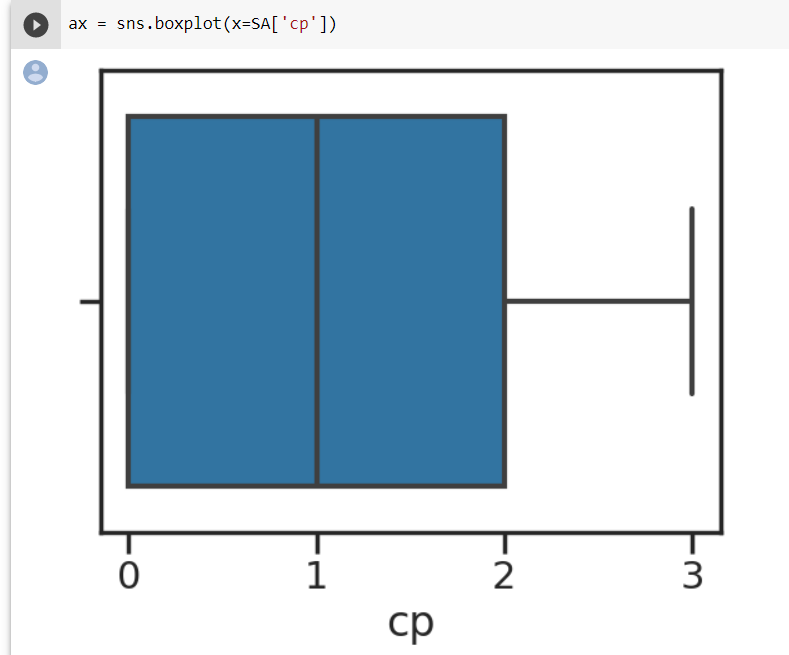 ax = sns.boxplot(x=SA['cp'])
0 1 2 3
cp